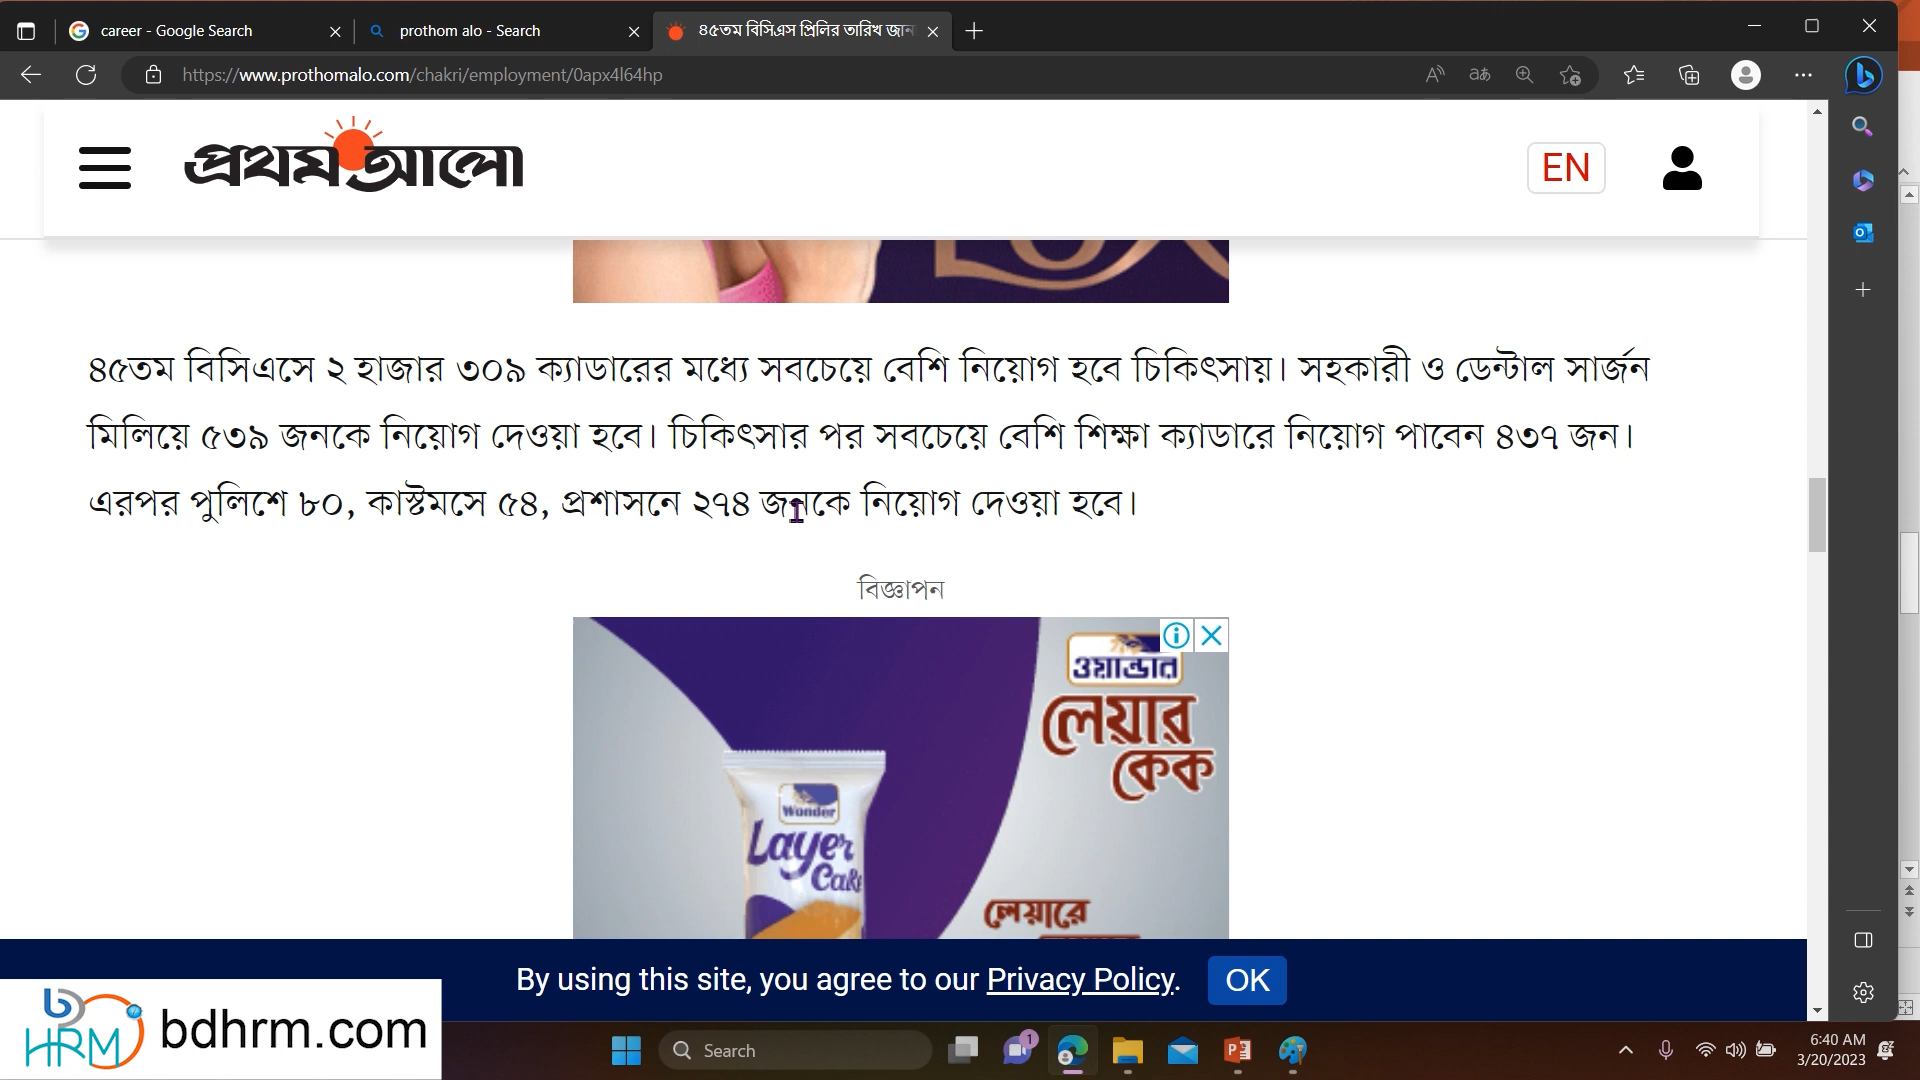 career - Google Search
prothom alo - Search
৪৫তম বিসিএস প্রিলির তারিখ জান
https://www.prothomalo.com/chakri/employment/0apx4l64hp
প্রথম আলো
EN
৪৫তম বিসিএসে ২ হাজার ৩০৯ ক্যাডারের মধ্যে সবচেয়ে বেশি নিয়োগ হবে চিকিৎসায়। সহকারী ও ডেন্টাল সার্জন
মিলিয়ে ৫৩৯ জনকে নিয়োগ দেওয়া হবে। চিকিৎসার পর সবচেয়ে বেশি শিক্ষা ক্যাডারে নিয়োগ পাবেন ৪৩৭ জন।
এরপর পুলিশে ৮০, কাস্টমসে ৫৪, প্রশাসনে ২৭৪ জনকে নিয়োগ দেওয়া হবে।
বিজ্ঞাপন
ওয়ান্ডার
লেয়ার
কেক
Wonder
Layer
Cake
লেয়ারে
By using this site, you agree to our Privacy Policy.
OK
bdhrm.com
HRM
Search
1
6:40 AM
3/20/2023